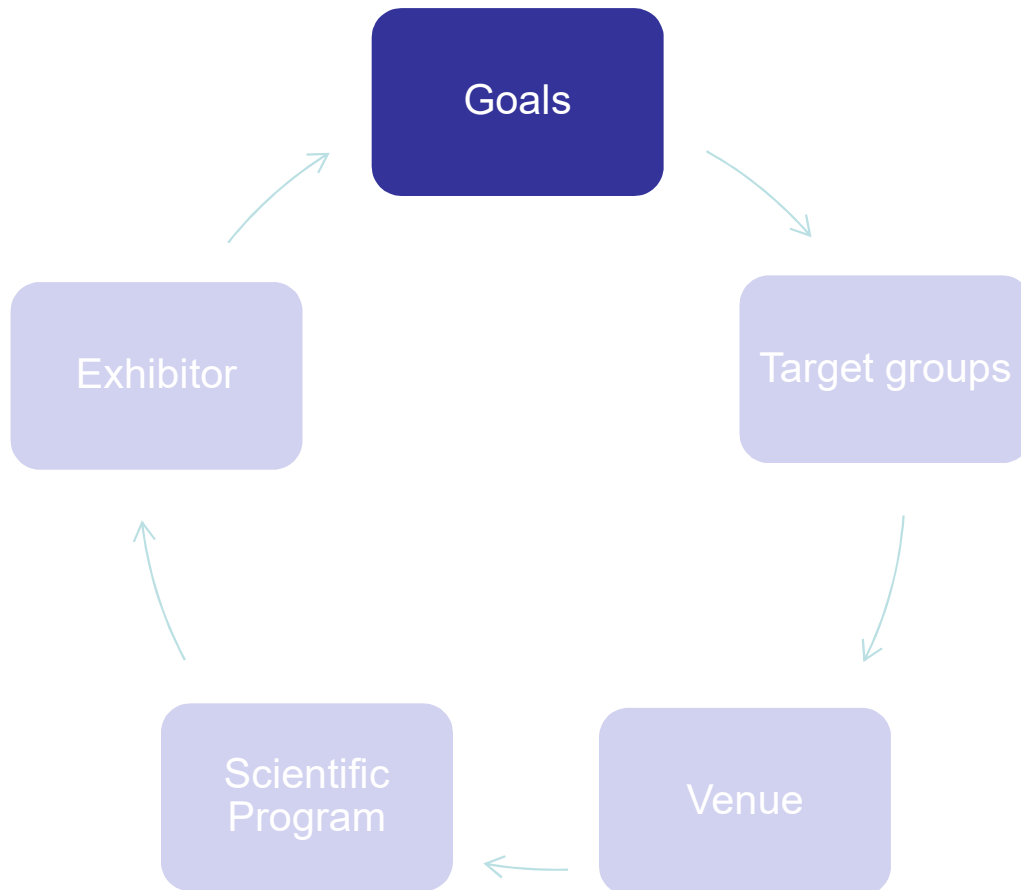 Goals
Target groups
Venue
Scientific
Program
Exhibitor